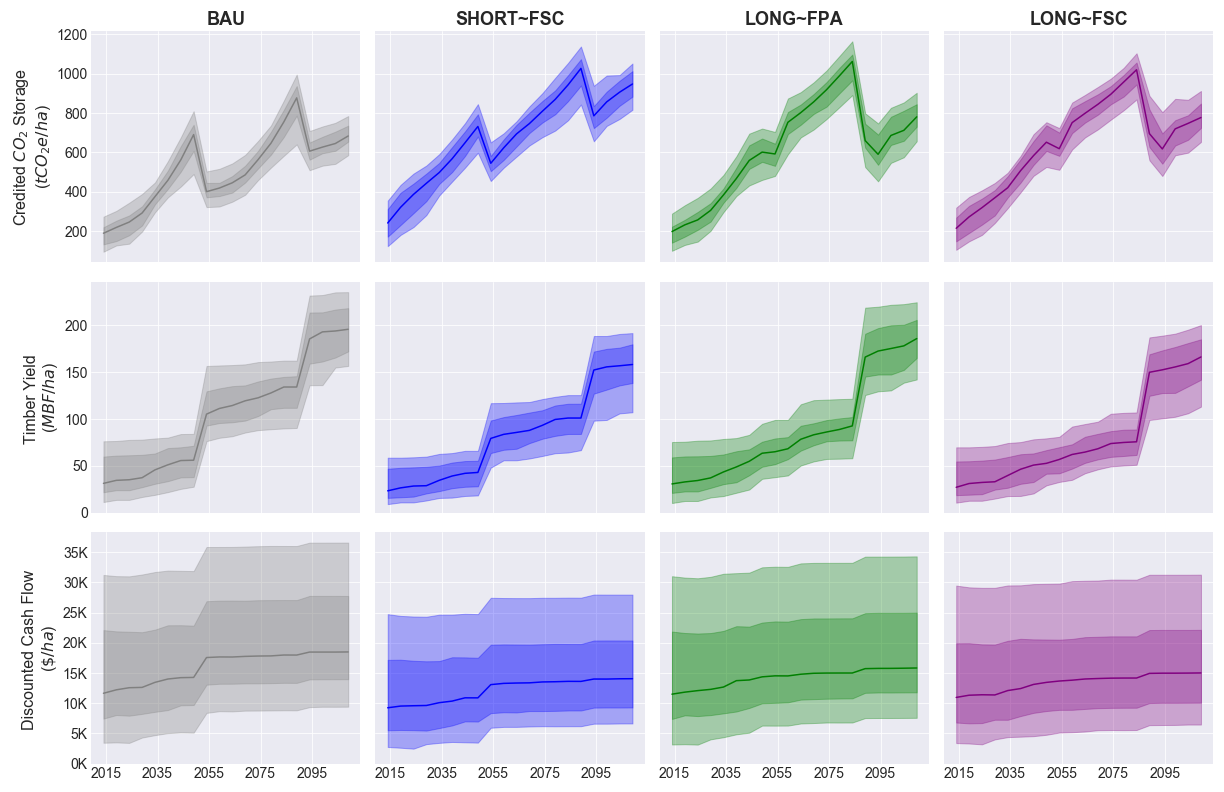 BAU SHORT~FSC LONG~FPA LONG~FSC
Credited CO2 Storage
(tCO2e/ha)
1200
1000
800
600
400
200
Timber Yield
(MBF/ha)
200
150
100
50
0
Discounted Cash Flow
($/ha)
35K
30K
25K
20K
15K
10K
5K
0K
2015 2035 2055 2075 2095 2015 2035 2055 2075 2095 2015 2035 2055 2075 2095 2015 2035 2055 2075 2095